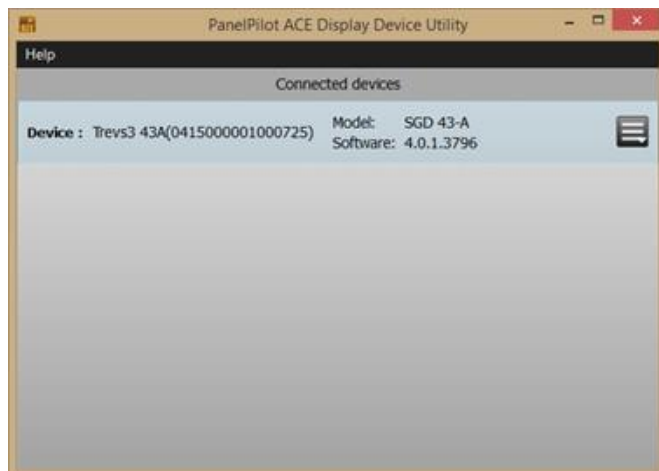 PanelPilot ACE Display Device Utility
Help
Connected devices
Device : Trevs3 43A(0415000001000725)
Model: SGD 43-A
Software: 4.0.1.3796